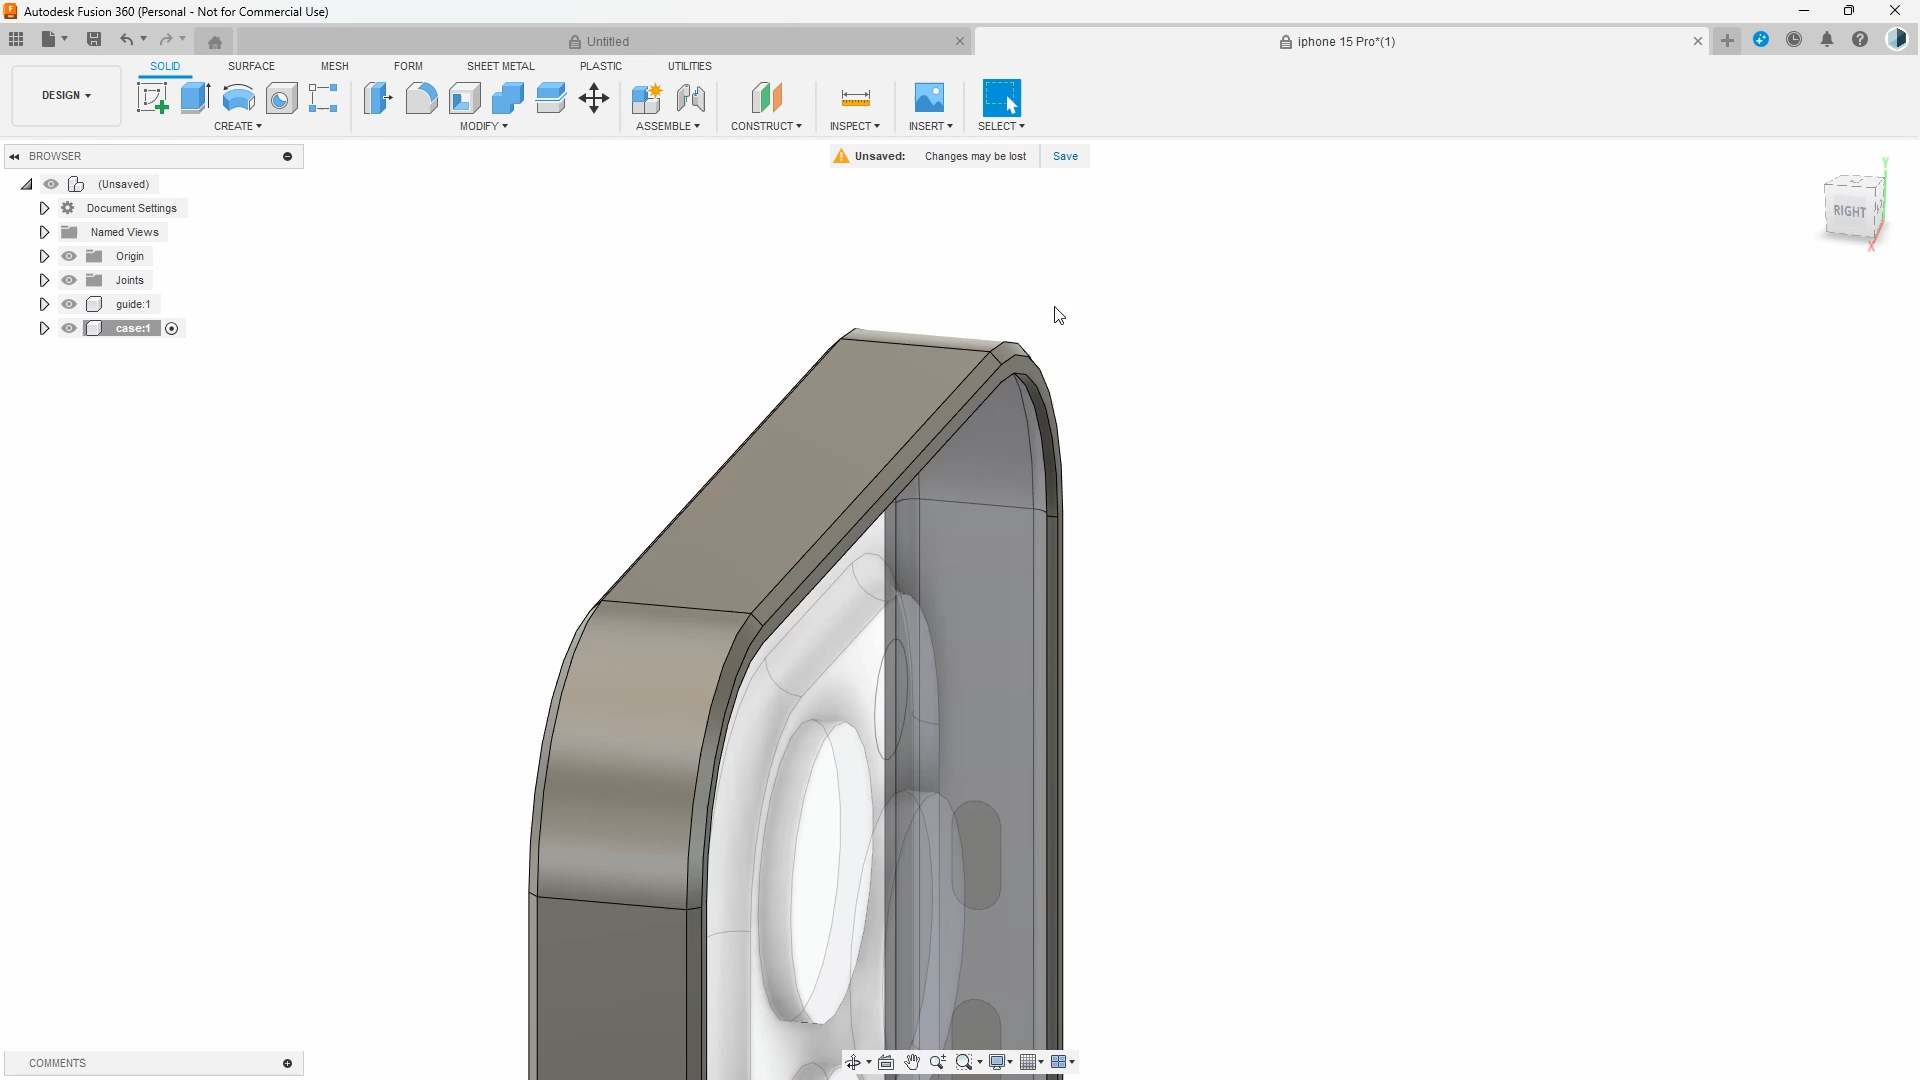 Autodesk Fusion 360 (Personal - Not for Commercial Use)
Untitled
iphone 15 Pro*(1)
SOLID SURFACE MESH FORM SHEET METAL PLASTIC UTILITIES
DESIGN
CREATE MODIFY ASSEMBLE CONSTRUCT INSPECT INSERT SELECT
BROWSER
Unsaved: Changes may be lost Save
(Unsaved)
Document Settings
Named Views
Origin
Joints
guide:1
case:1
Y
RIGHT
X
COMMENTS